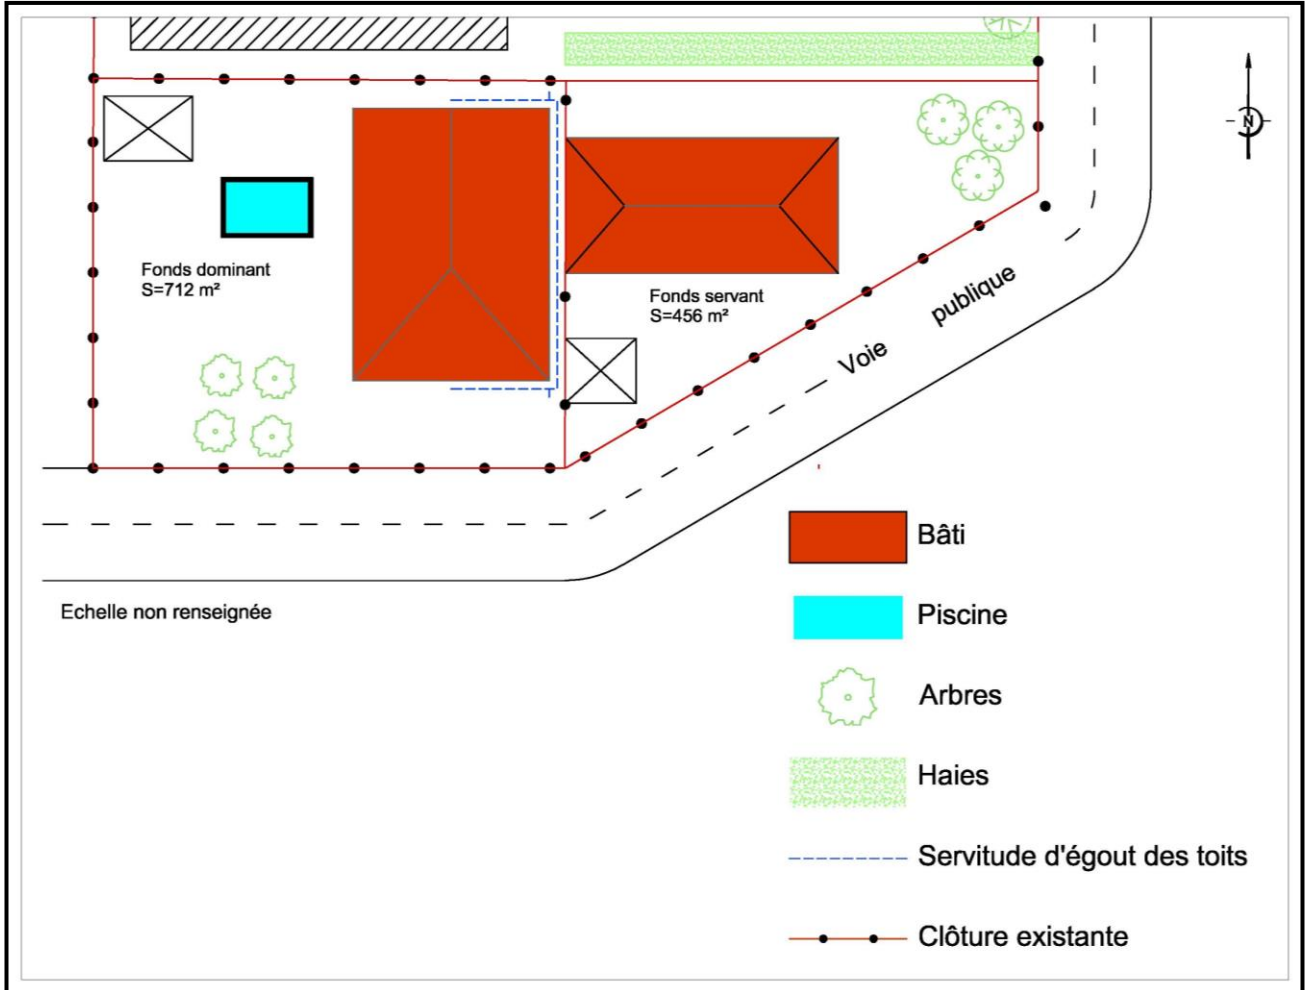 N
Fonds dominant
S=712 m²
Fonds servant
S=456 m²
Voie publique
Echelle non renseignée
Bâti
Piscine
Arbres
Haies
Servitude d'égout des toits
Clôture existante